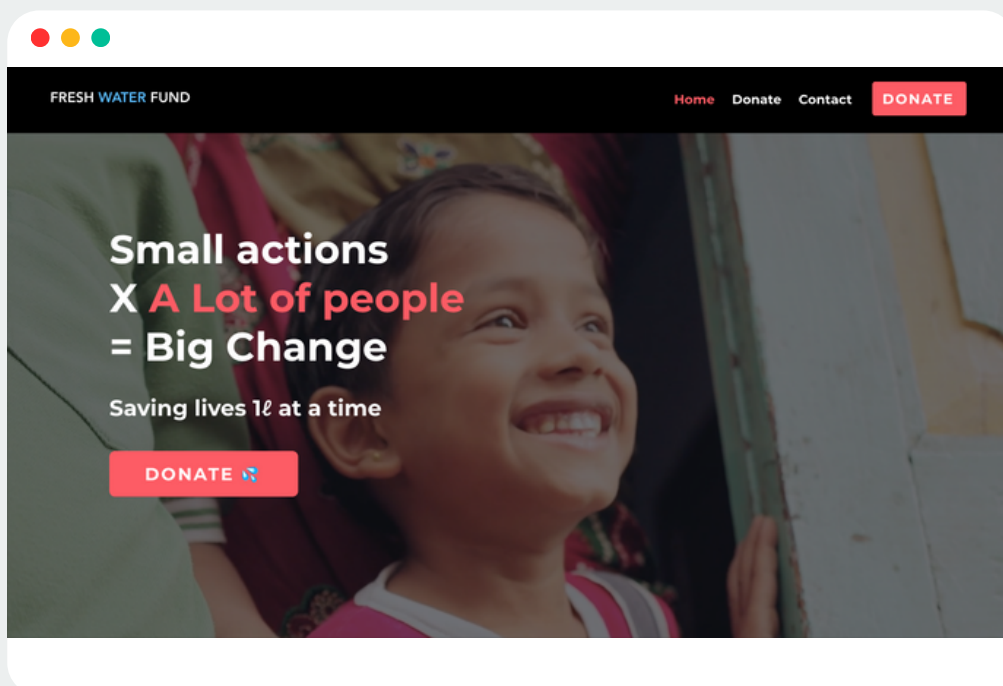 FRESH WATER FUND
Home Donate Contact DONATE
Small actions
X A Lot of people
= Big Change
Saving lives 1ℓ at a time
DONATE 💦